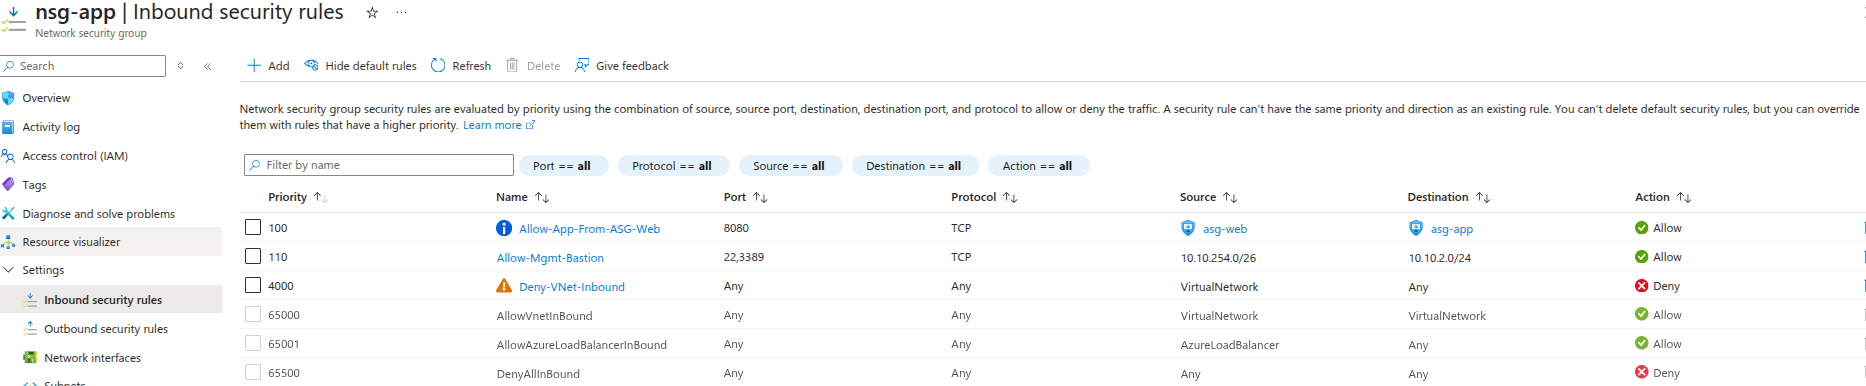 nsg-app | Inbound security rules ☆ ...
Network security group
Search
Add Hide default rules Refresh Delete Give feedback
Overview
Activity log
Access control (IAM)
Tags
Diagnose and solve problems
Resource visualizer
Settings
Inbound security rules
Outbound security rules
Network interfaces
Subnets
Network security group security rules are evaluated by priority using the combination of source, source port, destination, destination port, and protocol to allow or deny the traffic. A security rule can't have the same priority and direction as an existing rule. You can't delete default security rules, but you can override
them with rules that have a higher priority. Learn more
Filter by name Port == all Protocol == all Source == all Destination == all Action == all
Priority ↑↓ Name ↑↓ Port ↑↓ Protocol ↑↓ Source ↑↓ Destination ↑↓ Action ↑↓
100 Allow-App-From-ASG-Web 8080 TCP asg-web asg-app Allow
110 Allow-Mgmt-Bastion 22,3389 TCP 10.10.254.0/26 10.10.2.0/24 Allow
4000 Deny-VNet-Inbound Any Any VirtualNetwork Any Deny
65000 AllowVnetInBound Any Any VirtualNetwork VirtualNetwork Allow
65001 AllowAzureLoadBalancerInBound Any Any AzureLoadBalancer Any Allow
65500 DenyAllInBound Any Any Any Any Deny